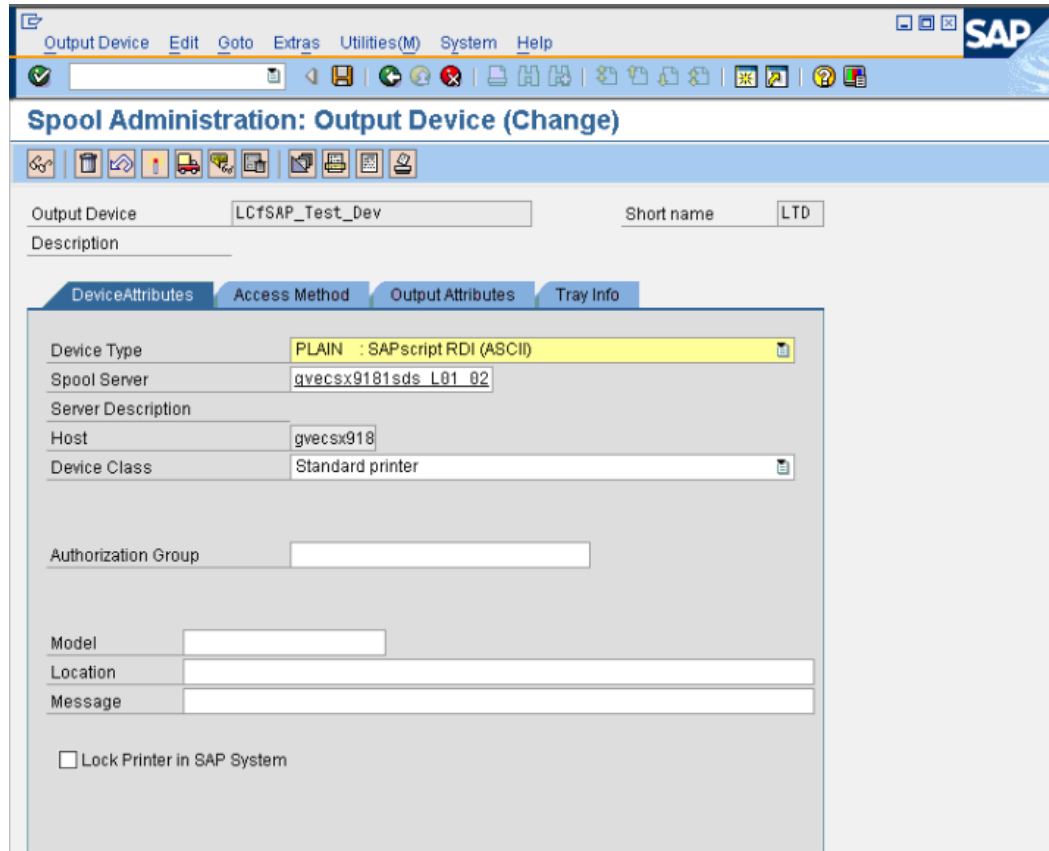 Output Device Edit Goto Extras Utilities(M) System Help
SAP
Spool Administration: Output Device (Change)
Output Device LCfSAP_Test_Dev Short name LTD
Description
DeviceAttributes Access Method Output Attributes Tray Info
Device Type PLAIN : SAPscript RDI (ASCII)
Spool Server gvecsx9181sds_L01_02
Server Description
Host gvecsx918
Device Class Standard printer
Authorization Group
Model
Location
Message
Lock Printer in SAP System